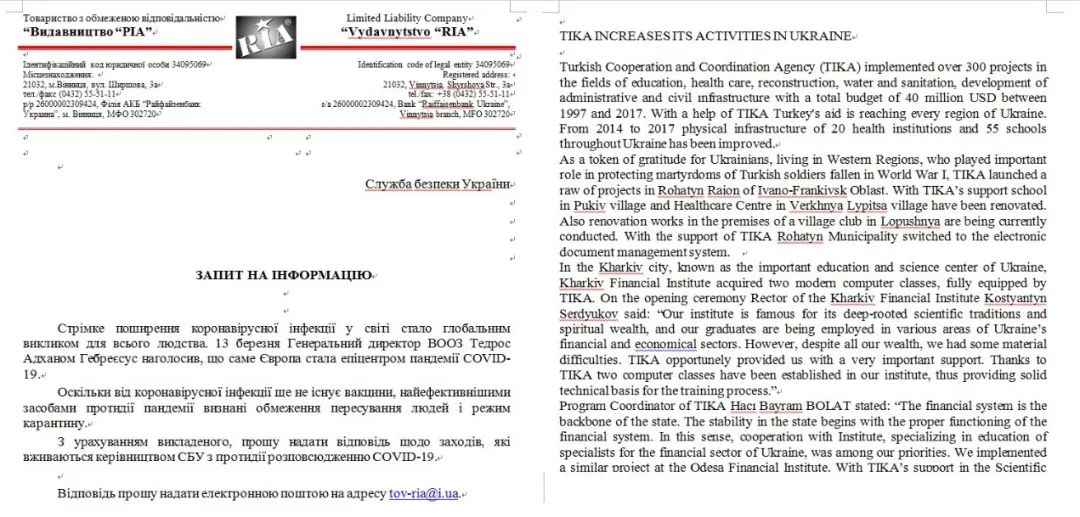 Товариство з обмеженою відповідальністю
“Видавництво “РІА”
Ідентифікаційний код юридичної особи 34095069
Місцезнаходження:
21032, м.Вінниця, вул. Ширшова, 3а
тел./факс (0432) 55-51-11
р/р 26000002309424, Філія АКБ “Райфайзенбанк
Україна”, м. Вінниця, МФО 302720
RIA
Limited Liability Company
“Vydavnytstvo “RIA”
Identification code of legal entity 34095069
Registered address:
21032, Vinnytsia, Shyrshova Str., 3a
tel./fax: +38 (0432) 55-51-11
s/a 26000002309424, Bank “Raiffaisenbank Ukraine”,
Vinnytsia branch, MFO 302720
Служба безпеки України
ЗАПИТ НА ІНФОРМАЦІЮ
Стрімке поширення коронавірусної інфекції у світі стало глобальним
викликом для всього людства. 13 березня Генеральний директор ВООЗ Тедрос
Адханом Гебреєсус наголосив, що саме Європа стала епіцентром пандемії COVID-
19.
Оскільки від коронавірусної інфекції ще не існує вакцини, найефективнішими
засобами протидії пандемії визнані обмеження пересування людей і режим
карантину.
З урахуванням викладеного, прошу надати відповідь щодо заходів, які
вживаються керівництвом СБУ з протидії розповсюдженню COVID-19.
Відповідь прошу надати електронною поштою на адресу tov-ria@i.ua.
TIKA INCREASES ITS ACTIVITIES IN UKRAINE
Turkish Cooperation and Coordination Agency (TIKA) implemented over 300 projects in
the fields of education, health care, reconstruction, water and sanitation, development of
administrative and civil infrastructure with a total budget of 40 million USD between
1997 and 2017. With a help of TIKA Turkey's aid is reaching every region of Ukraine.
From 2014 to 2017 physical infrastructure of 20 health institutions and 55 schools
throughout Ukraine has been improved.
As a token of gratitude for Ukrainians, living in Western Regions, who played important
role in protecting martyrdoms of Turkish soldiers fallen in World War I, TIKA launched a
raw of projects in Rohatyn Raion of Ivano-Frankivsk Oblast. With TIKA’s support school
in Pukiv village and Healthcare Centre in Verkhnya Lypitsa village have been renovated.
Also renovation works in the premises of a village club in Lopushnya are being currently
conducted. With the support of TIKA Rohatyn Municipality switched to the electronic
document management system.
In the Kharkiv city, known as the important education and science center of Ukraine,
Kharkiv Financial Institute acquired two modern computer classes, fully equipped by
TIKA. On the opening ceremony Rector of the Kharkiv Financial Institute Kostyantyn
Serdyukov said: “Our institute is famous for its deep-rooted scientific traditions and
spiritual wealth, and our graduates are being employed in various areas of Ukraine’s
financial and economical sectors. However, despite all our wealth, we had some material
difficulties. TIKA opportunely provided us with a very important support. Thanks to
TIKA two computer classes have been established in our institute, thus providing solid
technical basis for the training process.”
Program Coordinator of TIKA Hacı Bayram BOLAT stated: “The financial system is the
backbone of the state. The stability in the state begins with the proper functioning of the
financial system. In this sense, cooperation with Institute, specializing in education of
specialists for the financial sector of Ukraine, was among our priorities. We implemented
a similar project at the Odesa Financial Institute. With TIKA’s support in the Scientific